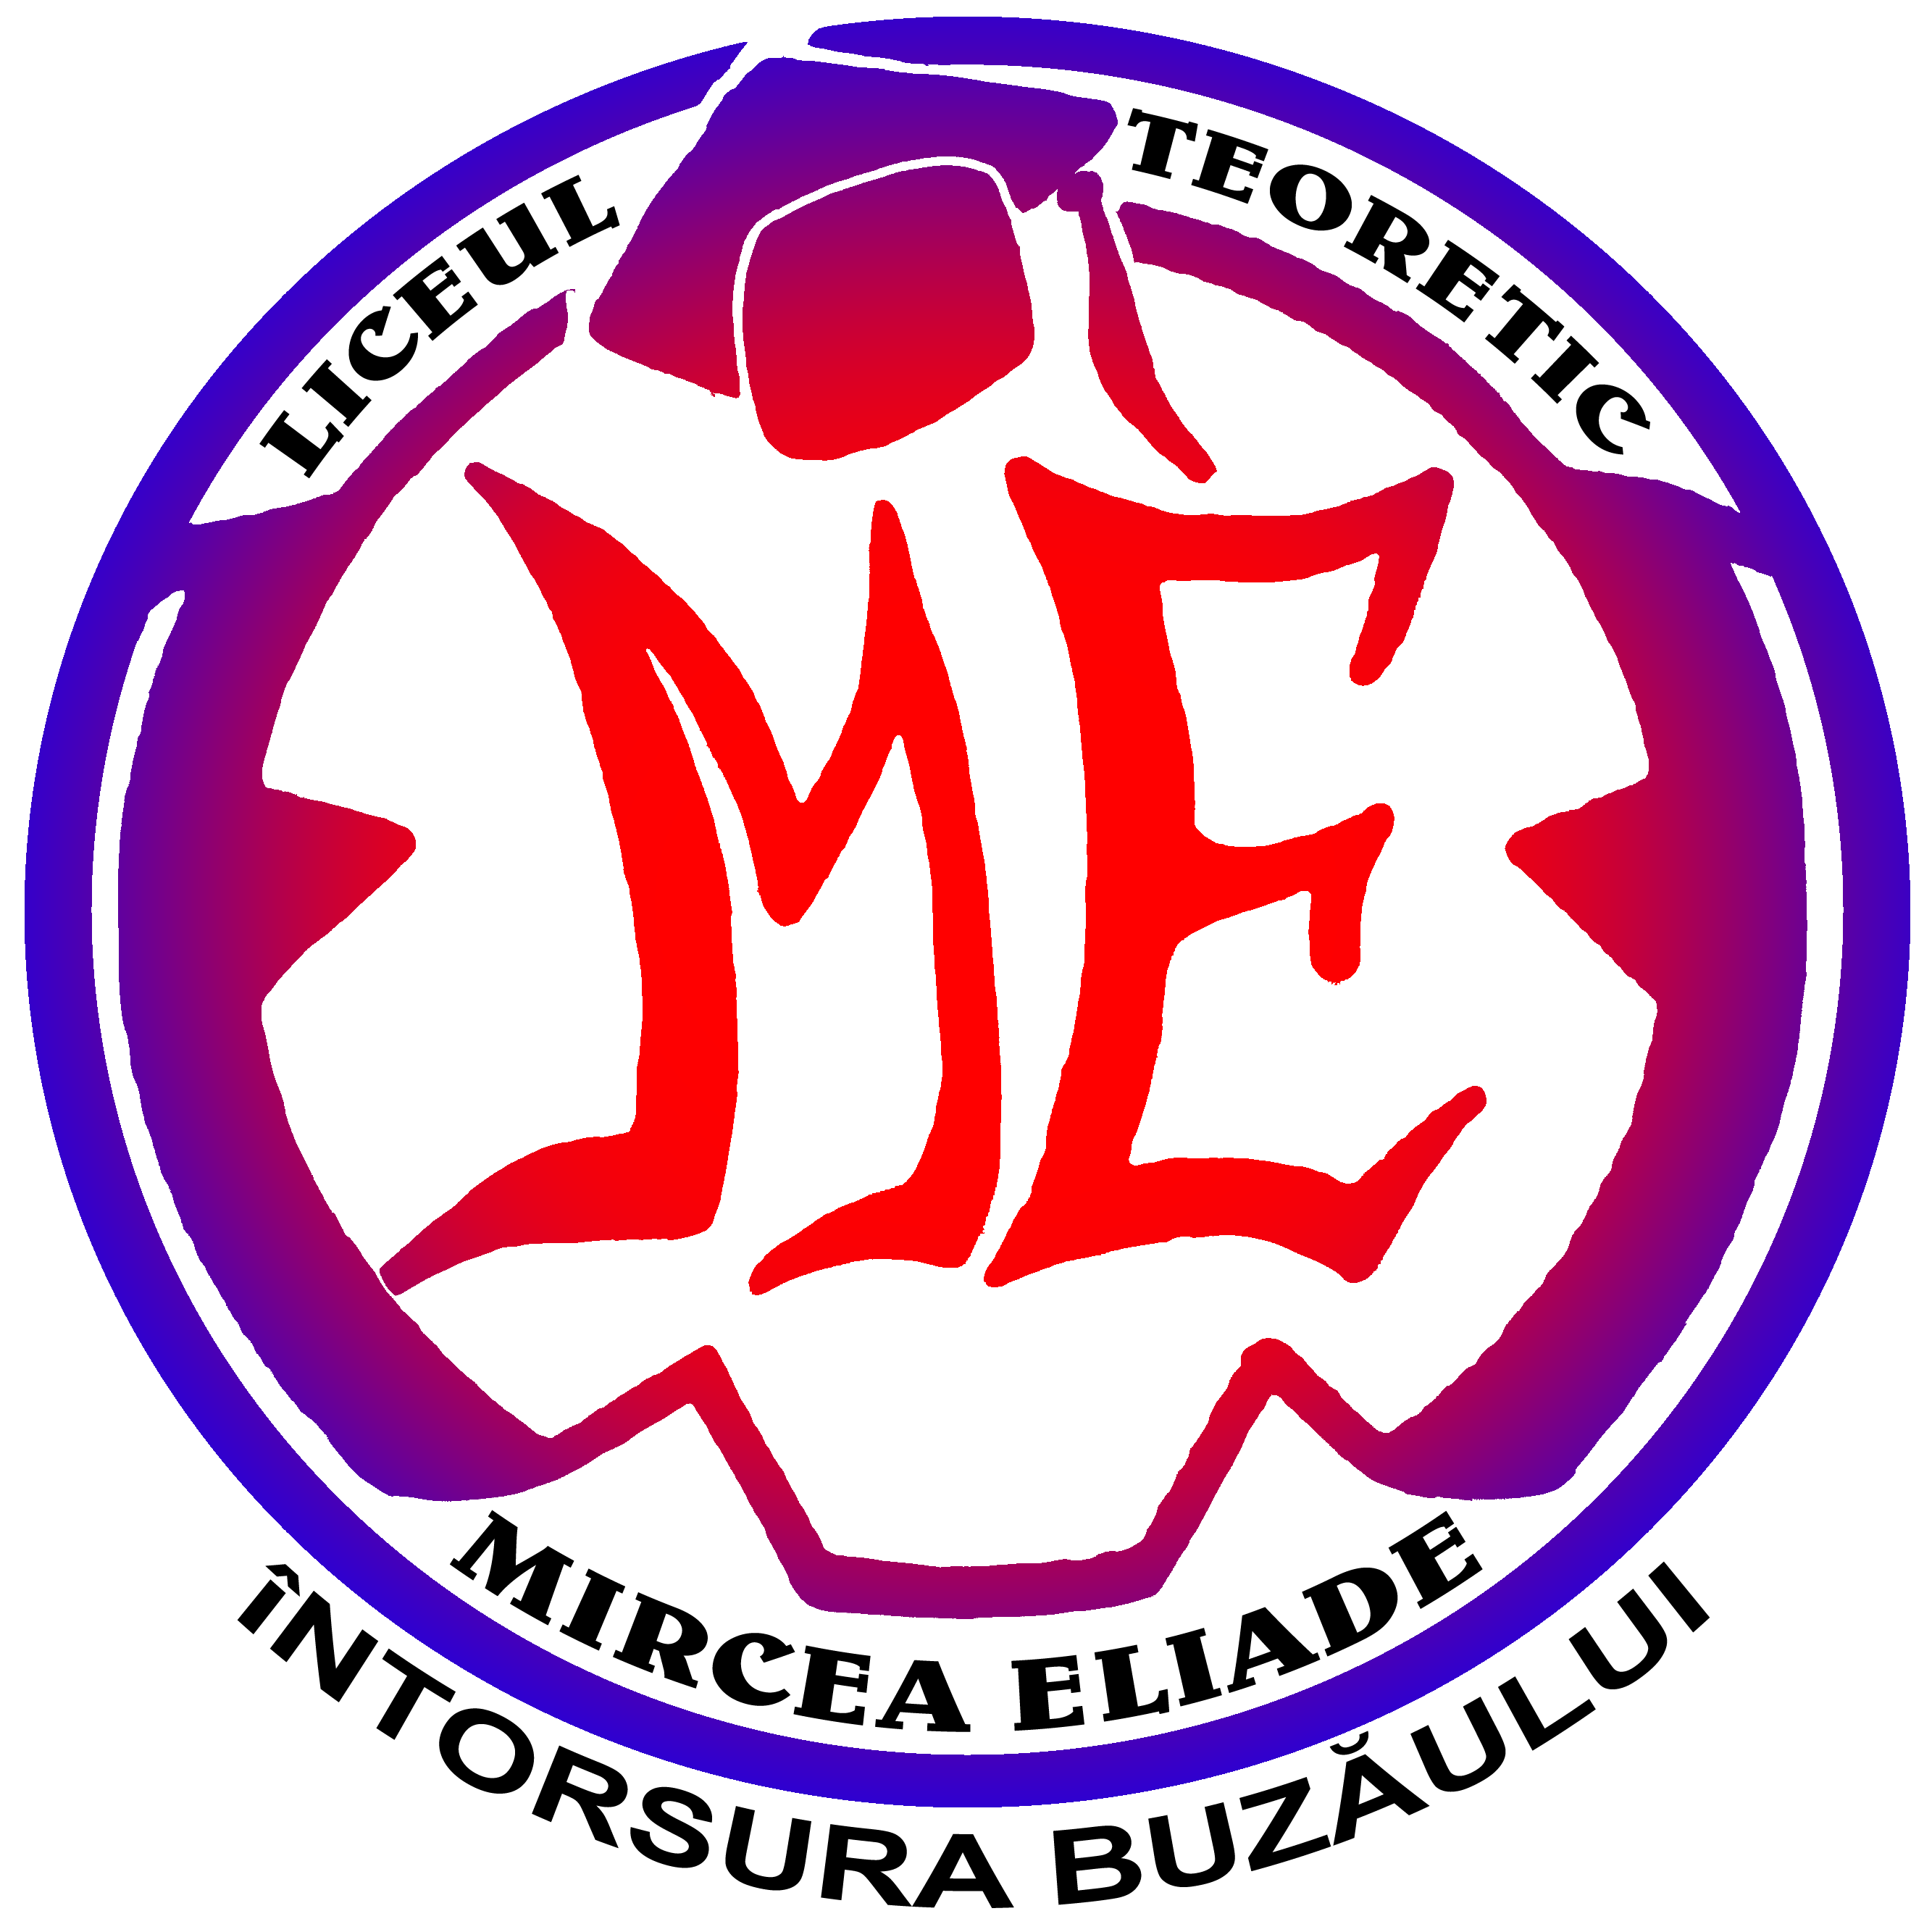 LICEUL TEORETIC
ME
MIRCEA ELIADE
ÎNTORSURA BUZĂULUI